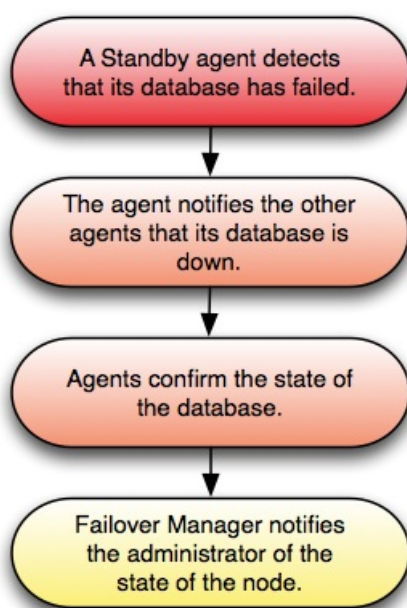 A Standby agent detects
that its database has failed.
The agent notifies the other
agents that its database is
down.
Agents confirm the state of
the database.
Failover Manager notifies
the administrator of the
state of the node.